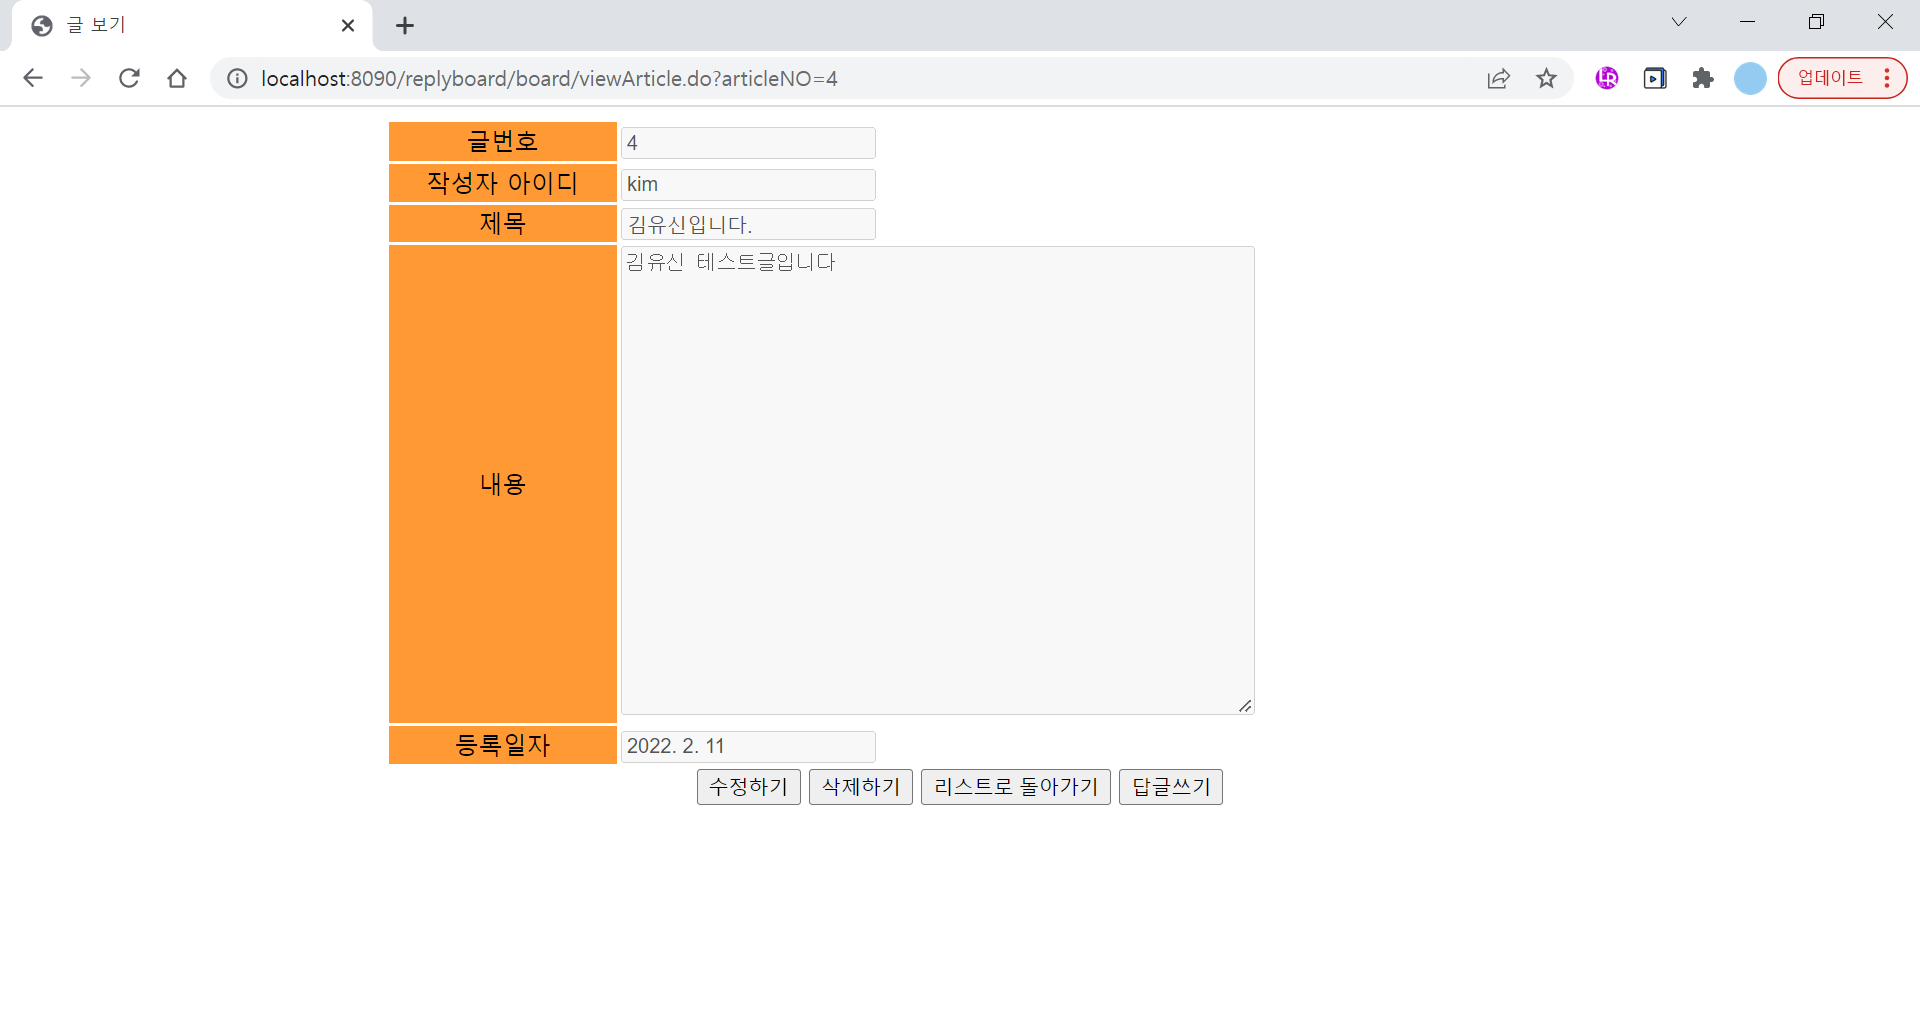 글 보기
localhost:8090/replyboard/board/viewArticle.do?articleNO=4
업데이트
글번호 4
작성자 아이디 kim
제목 김유신입니다.
내용 김유신 테스트글입니다
등록일자 2022. 2. 11
수정하기 삭제하기 리스트로 돌아가기 답글쓰기